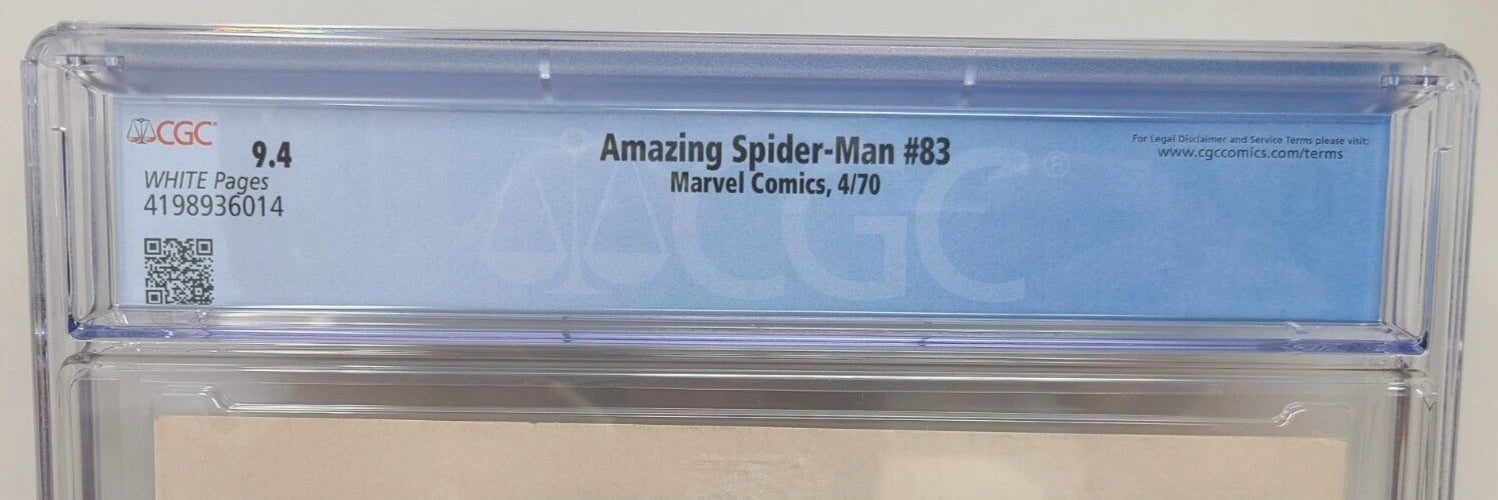 CGC
9.4
WHITE Pages
4198936014
Amazing Spider-Man #83
Marvel Comics, 4/70
For Legal Disclaimer and Service Terms please visit:
www.cgccomics.com/terms
CGC®